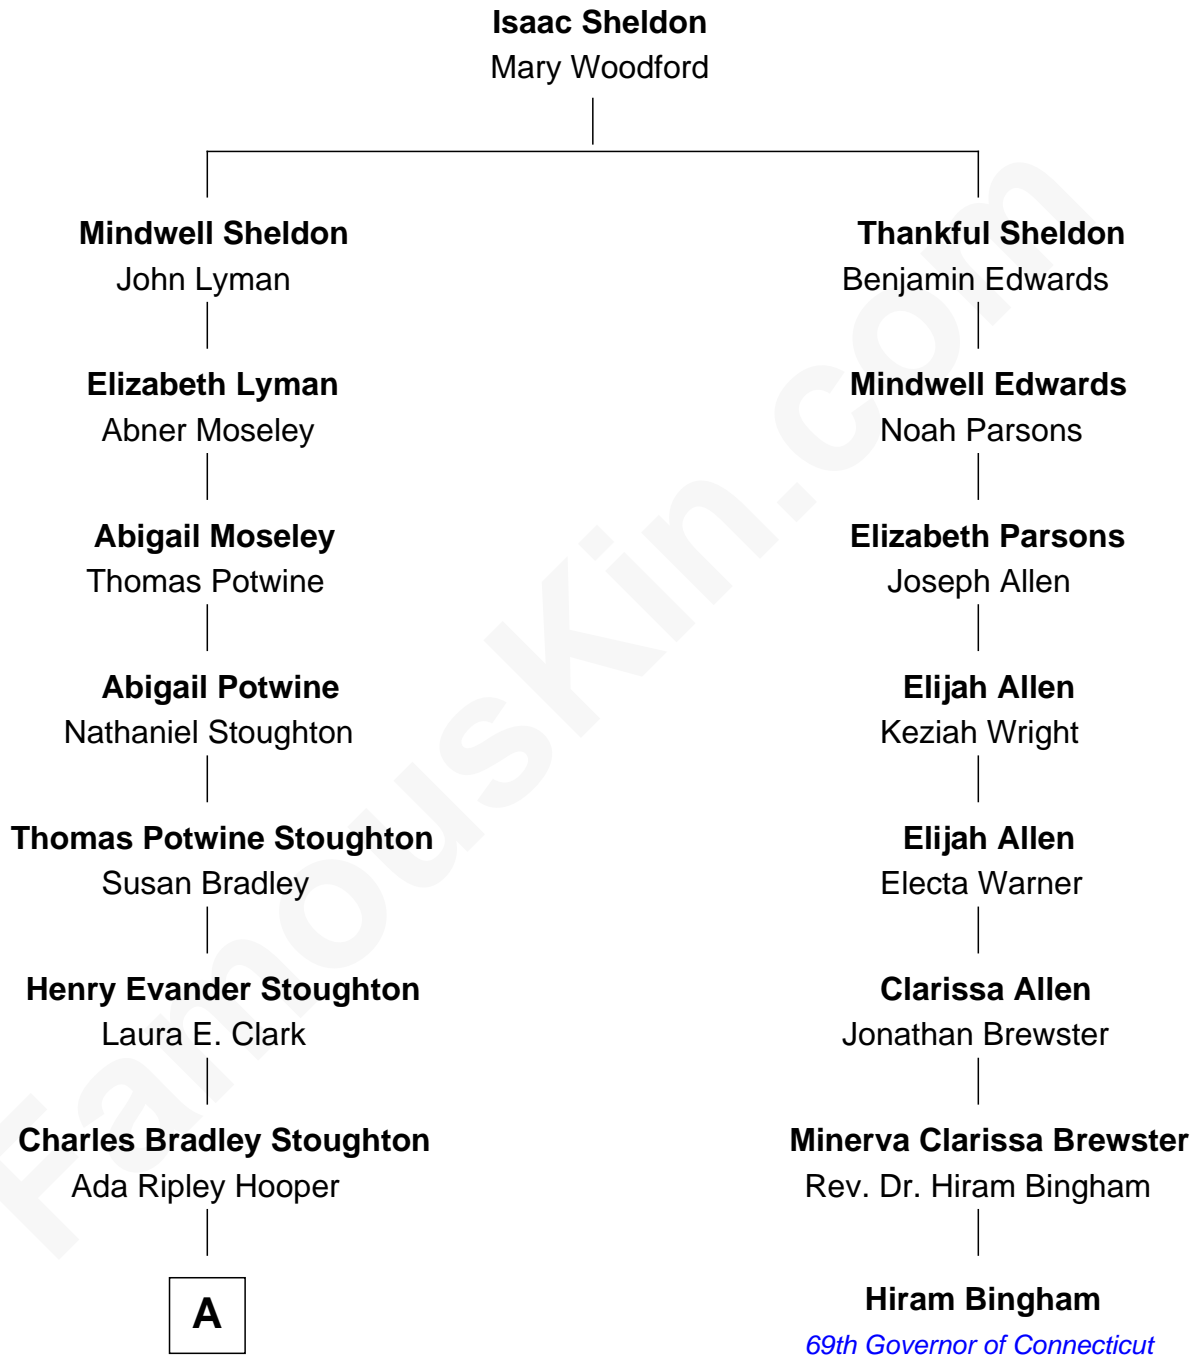 Isaac Sheldon
Mary Woodford
Mindwell Sheldon
John Lyman
Thankful Sheldon
Benjamin Edwards
Elizabeth Lyman
Abner Moseley
Mindwell Edwards
Noah Parsons
Abigail Moseley
Thomas Potwine
Elizabeth Parsons
Joseph Allen
Abigail Potwine
Nathaniel Stoughton
Elijah Allen
Keziah Wright
Thomas Potwine Stoughton
Susan Bradley
Elijah Allen
Electa Warner
Henry Evander Stoughton
Laura E. Clark
Clarissa Allen
Jonathan Brewster
Charles Bradley Stoughton
Ada Ripley Hooper
Minerva Clarissa Brewster
Rev. Dr. Hiram Bingham
A
Hiram Bingham
69th Governor of Connecticut
FamousKin.com